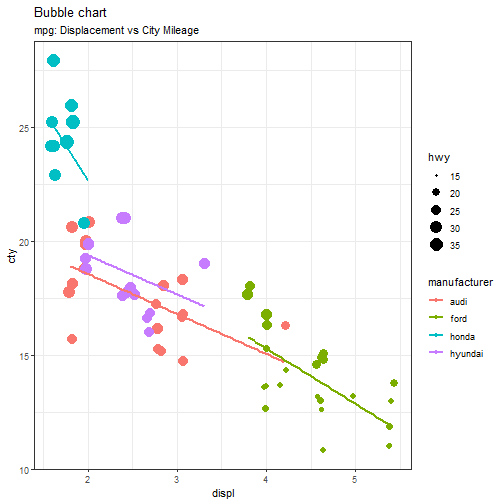 Bubble chart
mpg: Displacement vs City Mileage
25
20
15
10
cty
2 3 4 5
displ
hwy
15
20
25
30
35
manufacturer
audi
ford
honda
hyundai